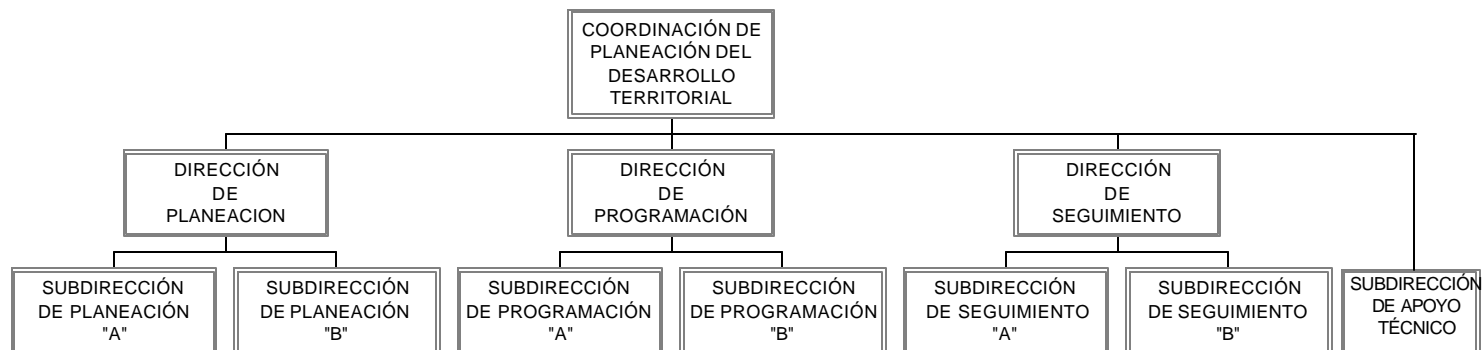 COORDINACIÓN DE
PLANEACIÓN DEL
DESARROLLO
TERRITORIAL
DIRECCIÓN
DE
PLANEACION
DIRECCIÓN
DE
PROGRAMACIÓN
DIRECCIÓN
DE
SEGUIMIENTO
SUBDIRECCIÓN
DE PLANEACIÓN
"A"
SUBDIRECCIÓN
DE PLANEACIÓN
"B"
SUBDIRECCIÓN
DE PROGRAMACIÓN
"A"
SUBDIRECCIÓN
DE PROGRAMACIÓN
"B"
SUBDIRECCIÓN
DE SEGUIMIENTO
"A"
SUBDIRECCIÓN
DE SEGUIMIENTO
"B"
SUBDIRECCIÓN
DE APOYO
TÉCNICO